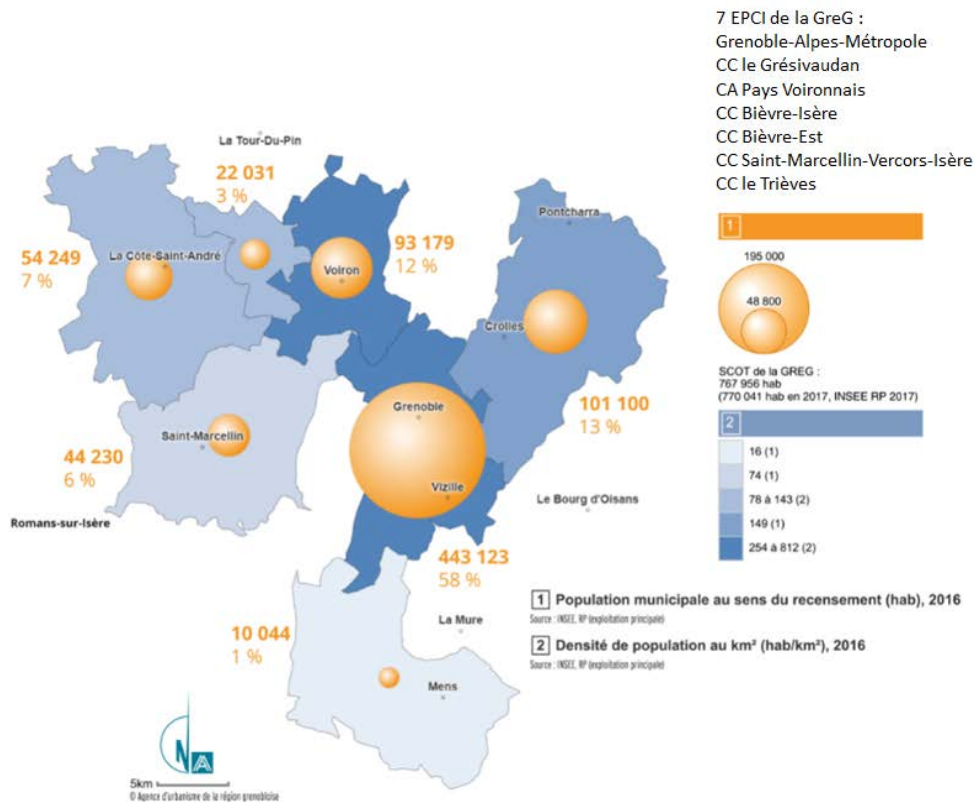 7 EPCI de la GreG :
Grenoble-Alpes-Métropole
CC le Grésivaudan
CA Pays Voironnais
CC Bièvre-Isère
CC Bièvre-Est
CC Saint-Marcellin-Vercors-Isère
CC le Trièves
La Tour-Du-Pin
22 031
3 %
Pontcharra
93 179
12 %
54 249
7 %
La Côte-Saint-André
Voiron
Crolles
1
195 000
48 800
SCOT de la GREG :
767 956 hab
(770 041 hab en 2017, INSEE RP 2017)
2
16 (1)
74 (1)
78 à 143 (2)
149 (1)
254 à 812 (2)
Grenoble
101 100
13 %
Saint-Marcellin
44 230
6 %
Vizille
Le Bourg d'Oisans
Romans-sur-Isère
443 123
58 %
1 Population municipale au sens du recensement (hab), 2016
Source : INSEE, RP (exploitation principale)
La Mure
10 044
1 %
2 Densité de population au km² (hab/km²), 2016
Source : INSEE, RP (exploitation principale)
Mens
N
A
5km
© Agence d'urbanisme de la région grenobloise